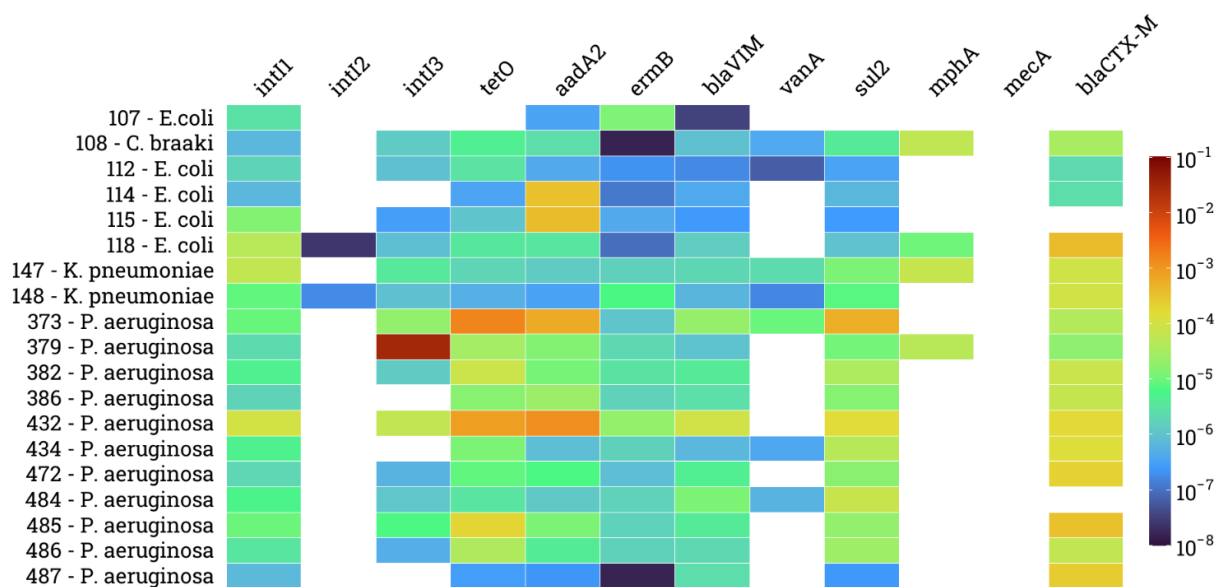 intI1 intI2 intI3 tetO aadA2 ermB blaVIM vanA sul2 mphA mecA blaCTX-M
107 - E.coli
108 - C. braaki
112 - E. coli
114 - E. coli
115 - E. coli
118 - E. coli
147 - K. pneumoniae
148 - K. pneumoniae
373 - P. aeruginosa
379 - P. aeruginosa
382 - P. aeruginosa
386 - P. aeruginosa
432 - P. aeruginosa
434 - P. aeruginosa
472 - P. aeruginosa
484 - P. aeruginosa
485 - P. aeruginosa
486 - P. aeruginosa
487 - P. aeruginosa
10⁻¹
10⁻²
10⁻³
10⁻⁴
10⁻⁵
10⁻⁶
10⁻⁷
10⁻⁸